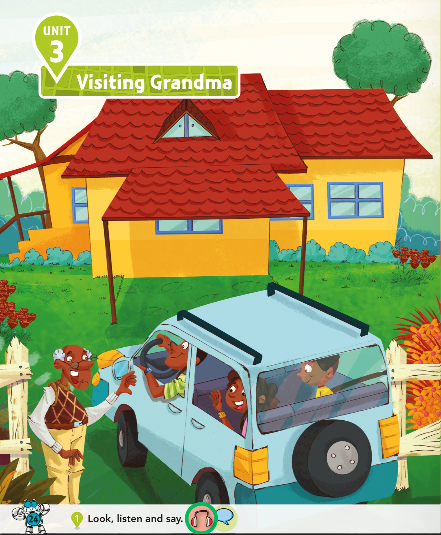 UNIT
3
Visiting Grandma
24
1 Look, listen and say.